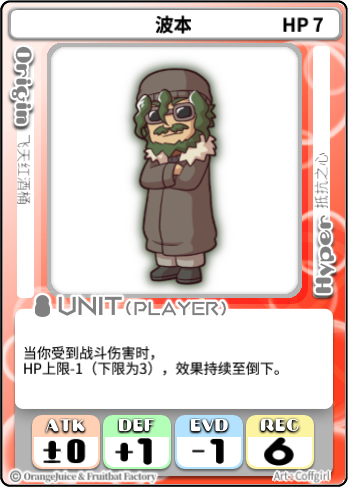 波本 HP 7
Origin
飞天红酒桶
Hyper
抵抗之心
UNIT (PLAYER)
当你受到战斗伤害时,
HP上限-1(下限为3),效果持续至倒下。
ATK DEF EVD REC
±0 +1 -1 6
© OrangeJuice & Fruitbat Factory Art : Coffgirl